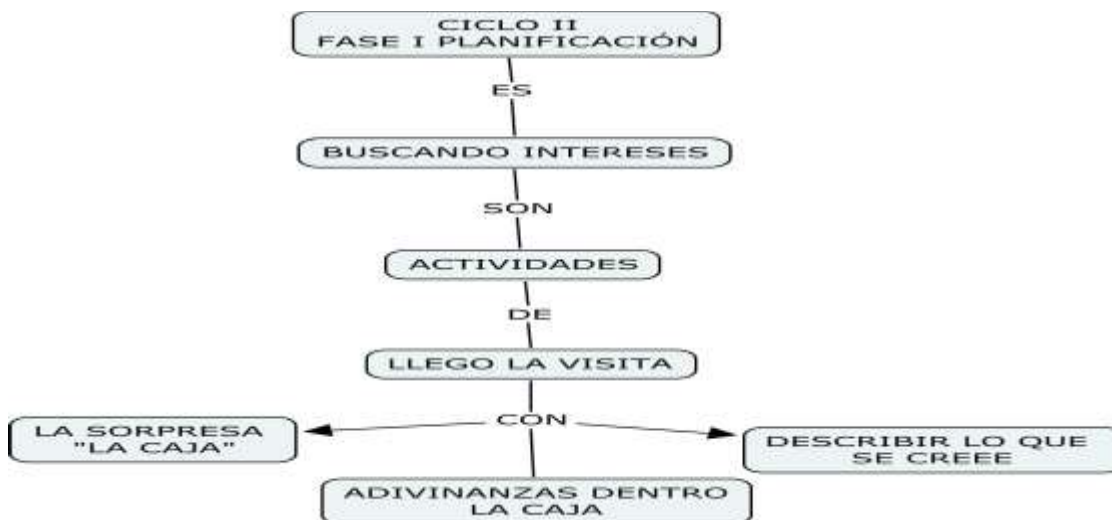 CICLO II
FASE I PLANIFICACIÓN
ES
BUSCANDO INTERESES
SON
ACTIVIDADES
DE
LLEGO LA VISITA
CON
LA SORPRESA
"LA CAJA"
ADIVINANZAS DENTRO
LA CAJA
DESCRIBIR LO QUE
SE CREEE